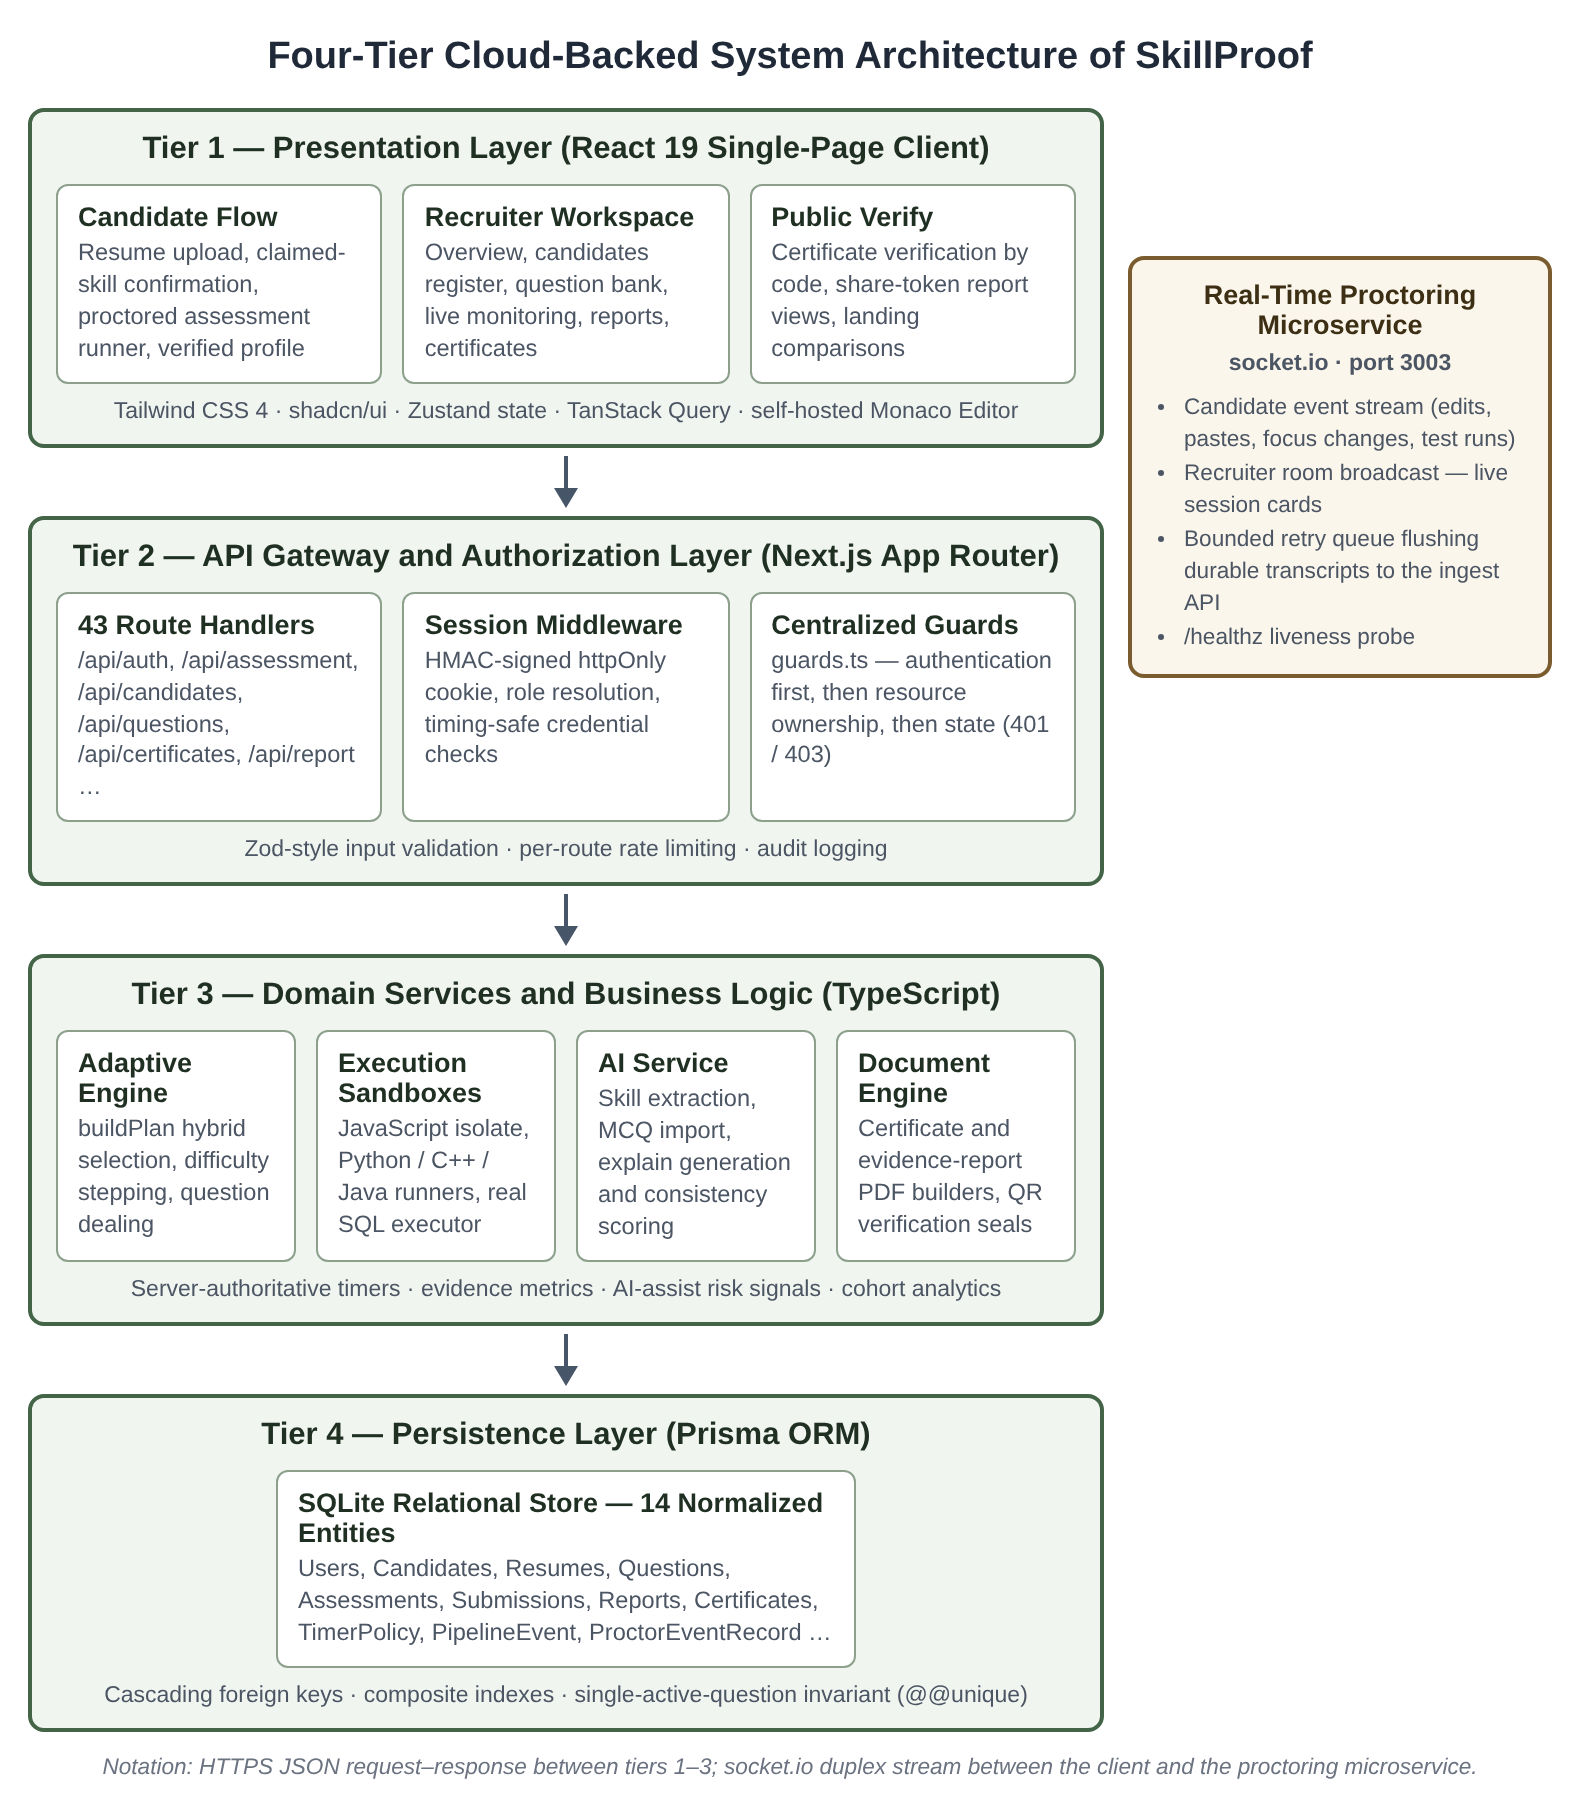 Four-Tier Cloud-Backed System Architecture of SkillProof
Tier 1 — Presentation Layer (React 19 Single-Page Client)
Candidate Flow
Resume upload, claimed-
skill confirmation,
proctored assessment
runner, verified profile
Recruiter Workspace
Overview, candidates
register, question bank,
live monitoring, reports,
certificates
Public Verify
Certificate verification by
code, share-token report
views, landing
comparisons
Tailwind CSS 4 · shadcn/ui · Zustand state · TanStack Query · self-hosted Monaco Editor
Real-Time Proctoring
Microservice
socket.io · port 3003
• Candidate event stream (edits,
pastes, focus changes, test runs)
• Recruiter room broadcast — live
session cards
• Bounded retry queue flushing
durable transcripts to the ingest
API
• /healthz liveness probe
Tier 2 — API Gateway and Authorization Layer (Next.js App Router)
43 Route Handlers
/api/auth, /api/assessment,
/api/candidates,
/api/questions,
/api/certificates, /api/report
…
Session Middleware
HMAC-signed httpOnly
cookie, role resolution,
timing-safe credential
checks
Centralized Guards
guards.ts — authentication
first, then resource
ownership, then state (401
/ 403)
Zod-style input validation · per-route rate limiting · audit logging
Tier 3 — Domain Services and Business Logic (TypeScript)
Adaptive
Engine
buildPlan hybrid
selection, difficulty
stepping, question
dealing
Execution
Sandboxes
JavaScript isolate,
Python / C++ /
Java runners, real
SQL executor
AI Service
Skill extraction,
MCQ import,
explain generation
and consistency
scoring
Document
Engine
Certificate and
evidence-report
PDF builders, QR
verification seals
Server-authoritative timers · evidence metrics · AI-assist risk signals · cohort analytics
Tier 4 — Persistence Layer (Prisma ORM)
SQLite Relational Store — 14 Normalized
Entities
Users, Candidates, Resumes, Questions,
Assessments, Submissions, Reports, Certificates,
TimerPolicy, PipelineEvent, ProctorEventRecord …
Cascading foreign keys · composite indexes · single-active-question invariant (@@unique)
Notation: HTTPS JSON request–response between tiers 1–3; socket.io duplex stream between the client and the proctoring microservice.